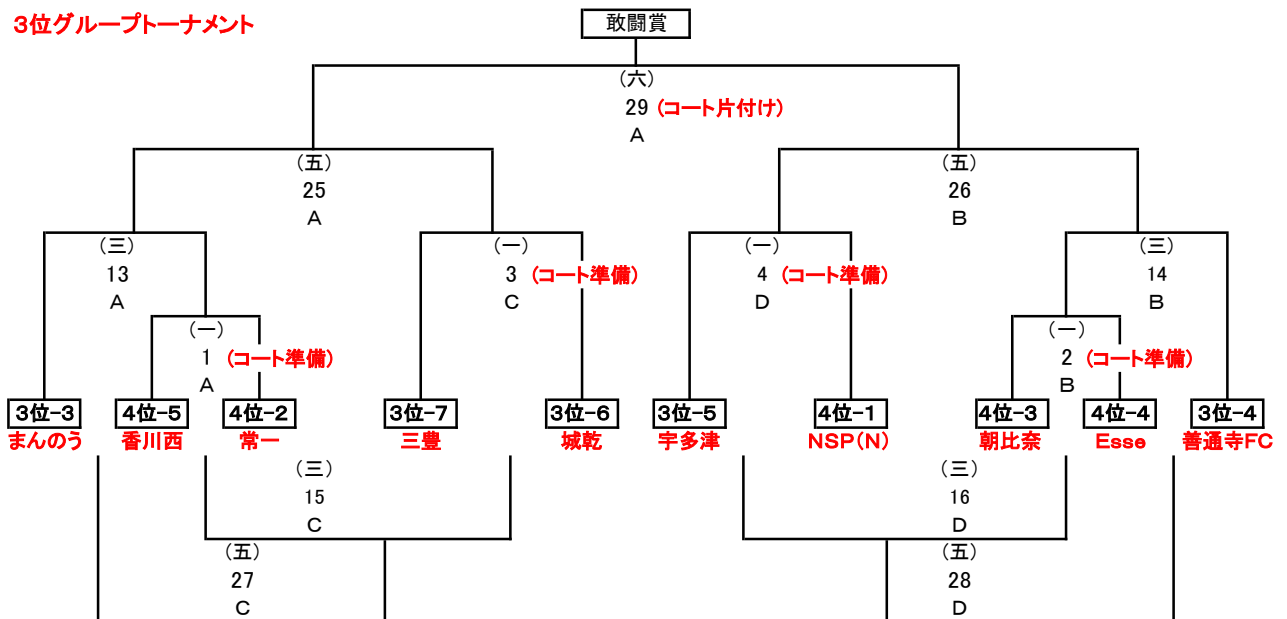 3位グループトーナメント
敢闘賞
(六)
29 (コート片付け)
A
(五)
25
A
(五)
26
B
(三)
13
A
(一)
3 (コート準備)
C
(一)
4 (コート準備)
D
(三)
14
B
(一)
1 (コート準備)
A
(一)
2 (コート準備)
B
3位-3 4位-5 4位-2 3位-7 3位-6 3位-5 4位-1 4位-3 4位-4 3位-4
まんのう 香川西 常一 三豊 城乾 宇多津 NSP(N) 朝比奈 Esse 善通寺FC
(三)
15
C
(三)
16
D
(五)
27
C
(五)
28
D